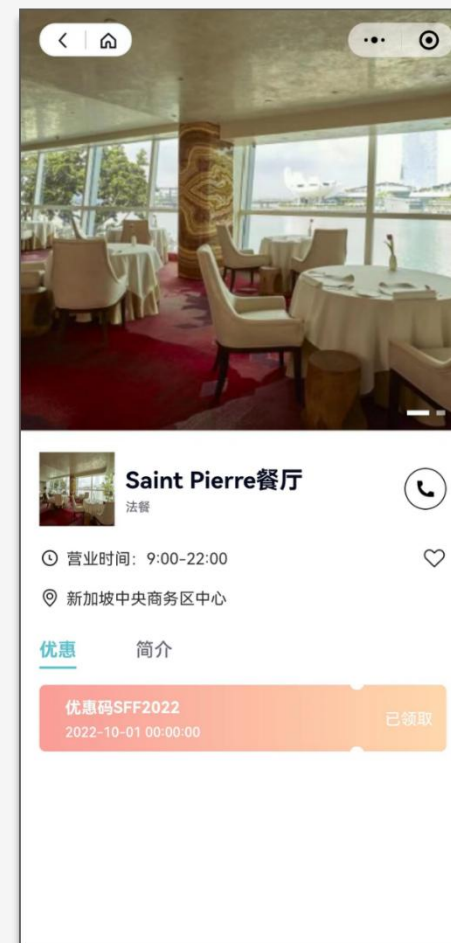 Saint Pierre餐厅
法餐
营业时间：9:00-22:00
新加坡中央商务区中心
优惠
简介
优惠码SFF2022
2022-10-01 00:00:00
已领取